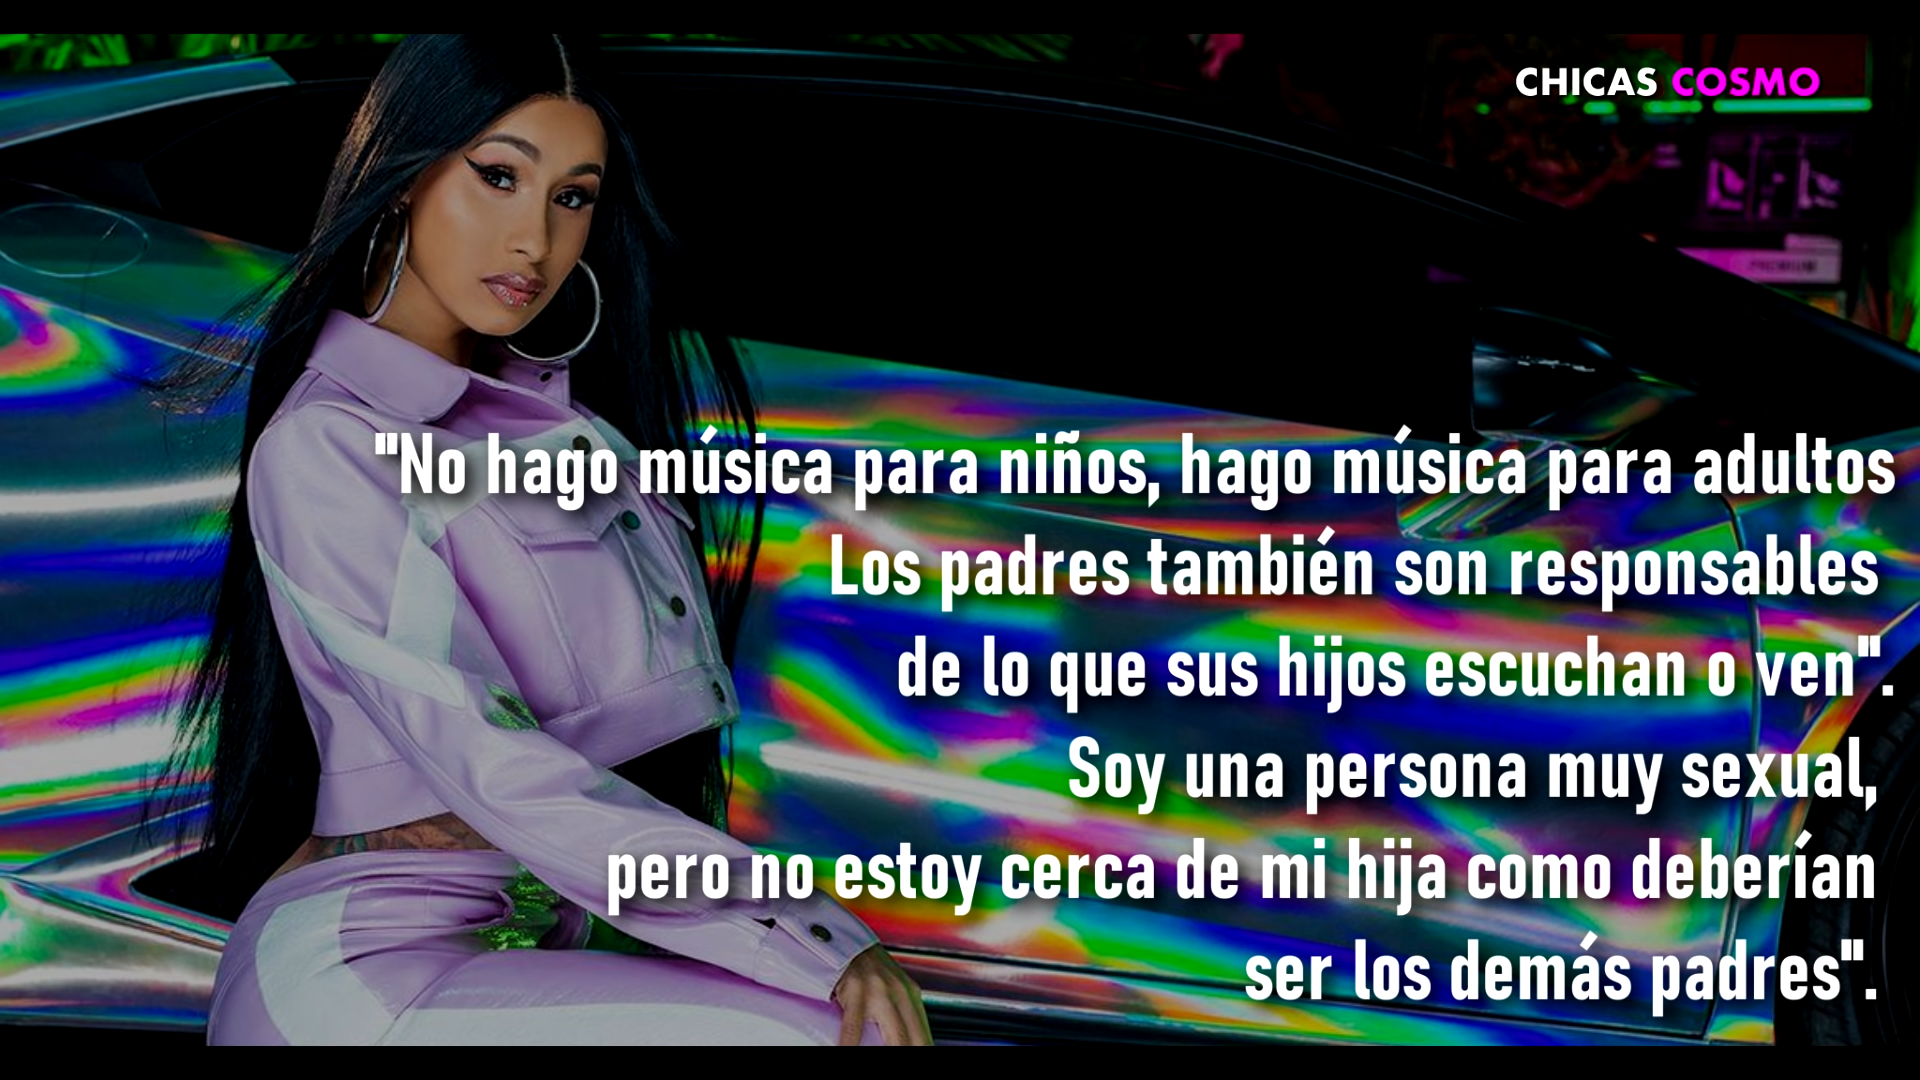 CHICAS COSMO
"No hago música para niños, hago música para adultos
Los padres también son responsables
de lo que sus hijos escuchan o ven".
Soy una persona muy sexual,
pero no estoy cerca de mi hija como deberían
ser los demás padres".
PREMIUM